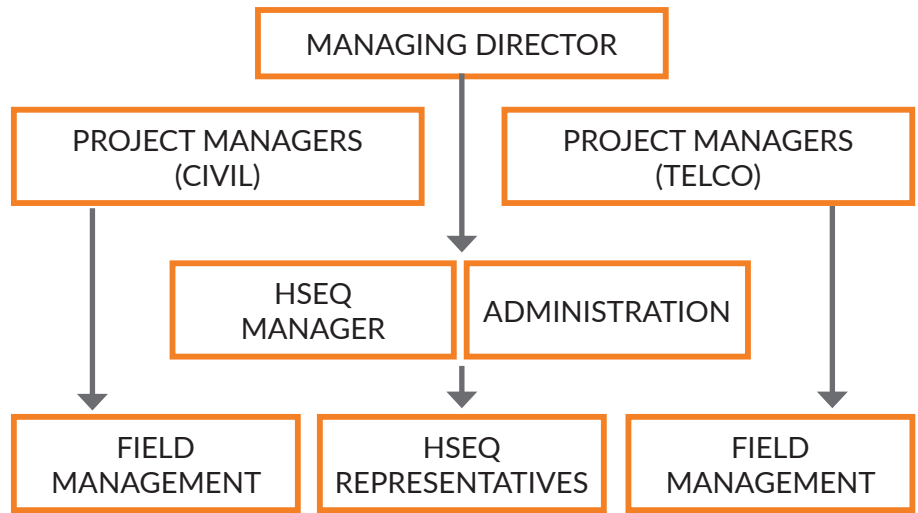 MANAGING DIRECTOR
PROJECT MANAGERS
(CIVIL)
PROJECT MANAGERS
(TELCO)
HSEQ
MANAGER
ADMINISTRATION
FIELD
MANAGEMENT
HSEQ
REPRESENTATIVES
FIELD
MANAGEMENT